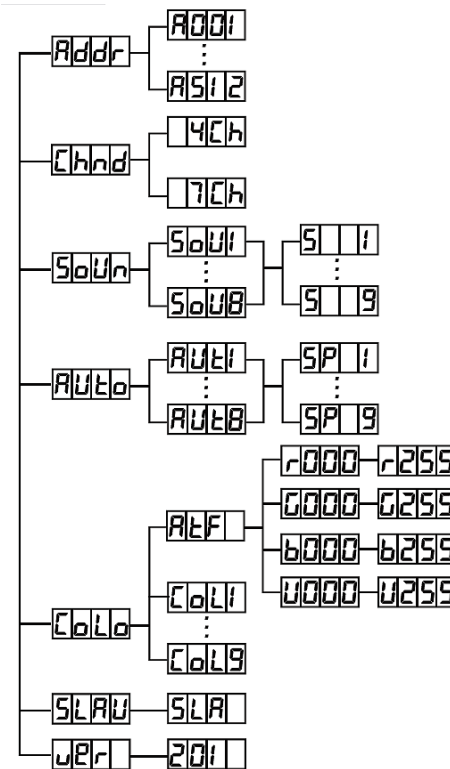 Addr
A001
A512
Chnd
4Ch
7Ch
SoUn
SoU1
SoU8
S 1
S 9
AUto
AUt1
AUt8
SP 1
SP 9
CoLo
AtF
r000 r255
G000 G255
b000 b255
U000 U255
CoL1
CoL9
SLAU SLA
ver 201